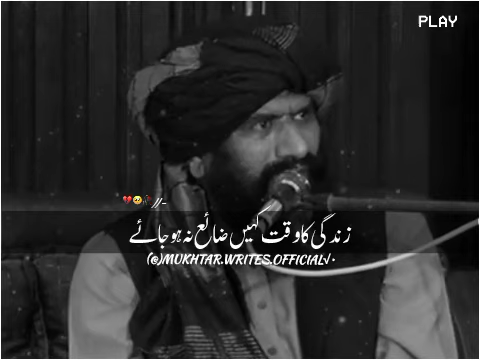 PLAY
💔🥺🥀//_
زندگی کا وقت کہیں ضائع نہ ہو جائے
(@)MUKHTAR.WRITES.OFFICIAL√•